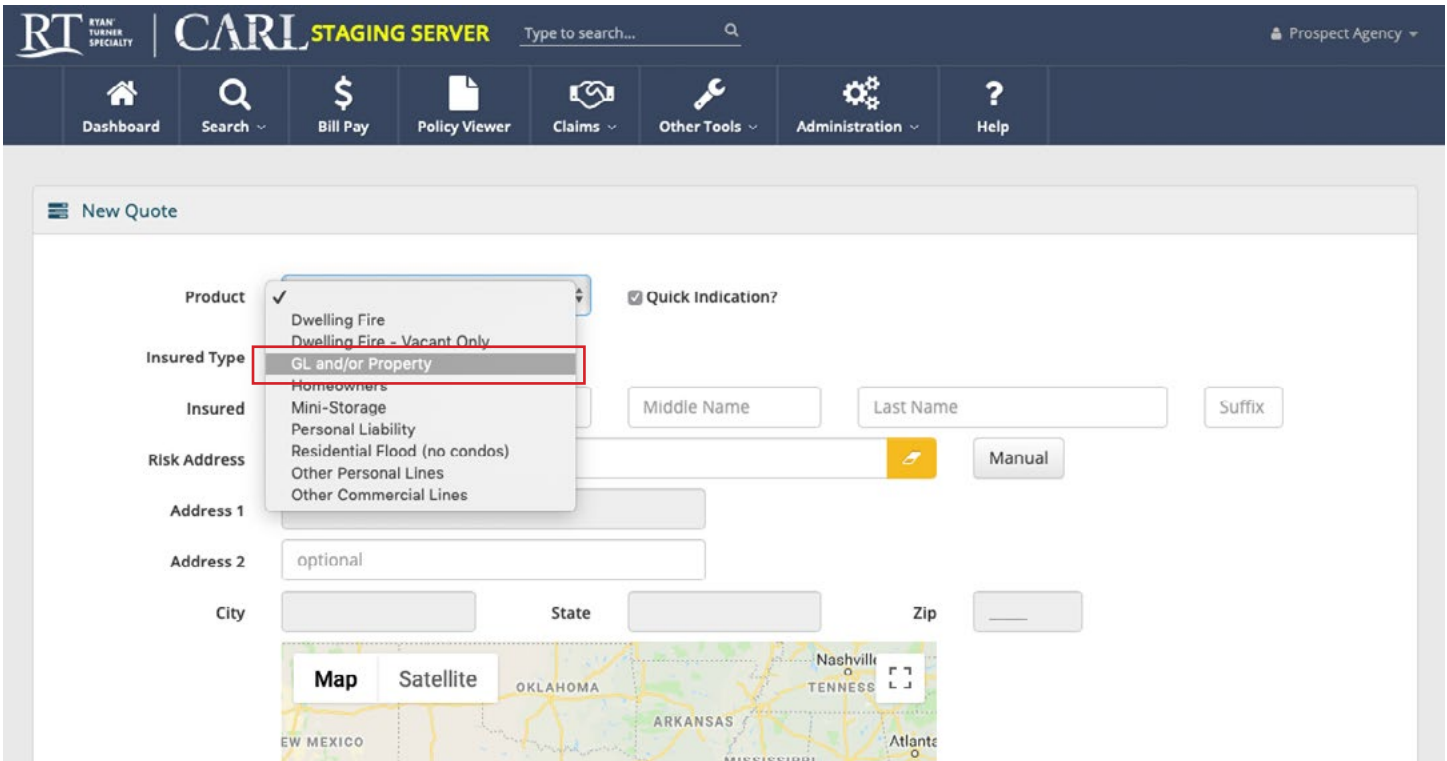 RT RYAN TURNER SPECIALTY | CARL STAGING SERVER Type to search... Prospect Agency
Dashboard Search Bill Pay Policy Viewer Claims Other Tools Administration ? Help
New Quote
Product ✓ Quick Indication?
Dwelling Fire
Dwelling Fire - Vacant Only
Insured Type
GL and/or Property
Homeowners
Insured Mini-Storage Middle Name Last Name Suffix
Personal Liability
Risk Address Residential Flood (no condos) Manual
Other Personal Lines
Other Commercial Lines
Address 1
Address 2 optional
City State Zip _____
Map Satellite
OKLAHOMA
Nashville
TENNESS
ARKANSAS
EW MEXICO
Atlanta
MISSISSIPPI